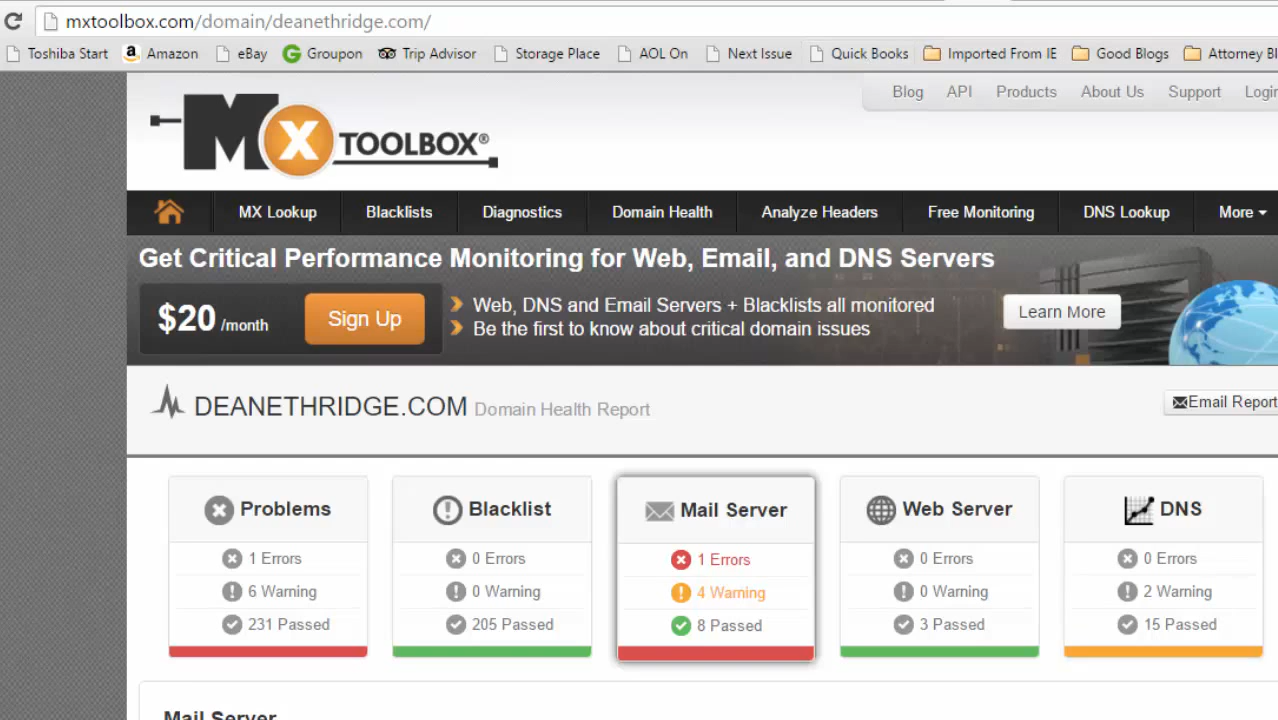 mxtoolbox.com/domain/deanethridge.com/
Toshiba Start Amazon eBay Groupon Trip Advisor Storage Place AOL On Next Issue Quick Books Imported From IE Good Blogs Attorney Bl
Blog API Products About Us Support Login
MX TOOLBOX®
MX Lookup Blacklists Diagnostics Domain Health Analyze Headers Free Monitoring DNS Lookup More
Get Critical Performance Monitoring for Web, Email, and DNS Servers
$20 /month Sign Up
Web, DNS and Email Servers + Blacklists all monitored
Be the first to know about critical domain issues
Learn More
DEANETHRIDGE.COM Domain Health Report
Email Report
Problems
1 Errors
6 Warning
231 Passed
Blacklist
0 Errors
0 Warning
205 Passed
Mail Server
1 Errors
4 Warning
8 Passed
Web Server
0 Errors
0 Warning
3 Passed
DNS
0 Errors
2 Warning
15 Passed
Mail Server